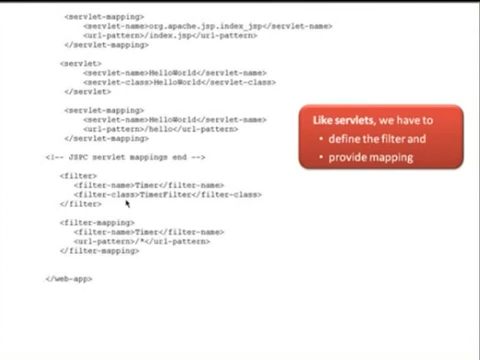 <servlet-mapping>
<servlet-name>org.apache.jsp.index_jsp</servlet-name>
<url-pattern>/index.jsp</url-pattern>
</servlet-mapping>
<servlet>
<servlet-name>HelloWorld</servlet-name>
<servlet-class>HelloWorld</servlet-class>
</servlet>
<servlet-mapping>
<servlet-name>HelloWorld</servlet-name>
<url-pattern>/hello</url-pattern>
</servlet-mapping>
<!-- JSPC servlet mappings end -->
<filter>
<filter-name>Timer</filter-name>
<filter-class>TimerFilter</filter-class>
</filter>
<filter-mapping>
<filter-name>Timer</filter-name>
<url-pattern>/*</url-pattern>
</filter-mapping>
</web-app>
Like servlets, we have to
• define the filter and
• provide mapping